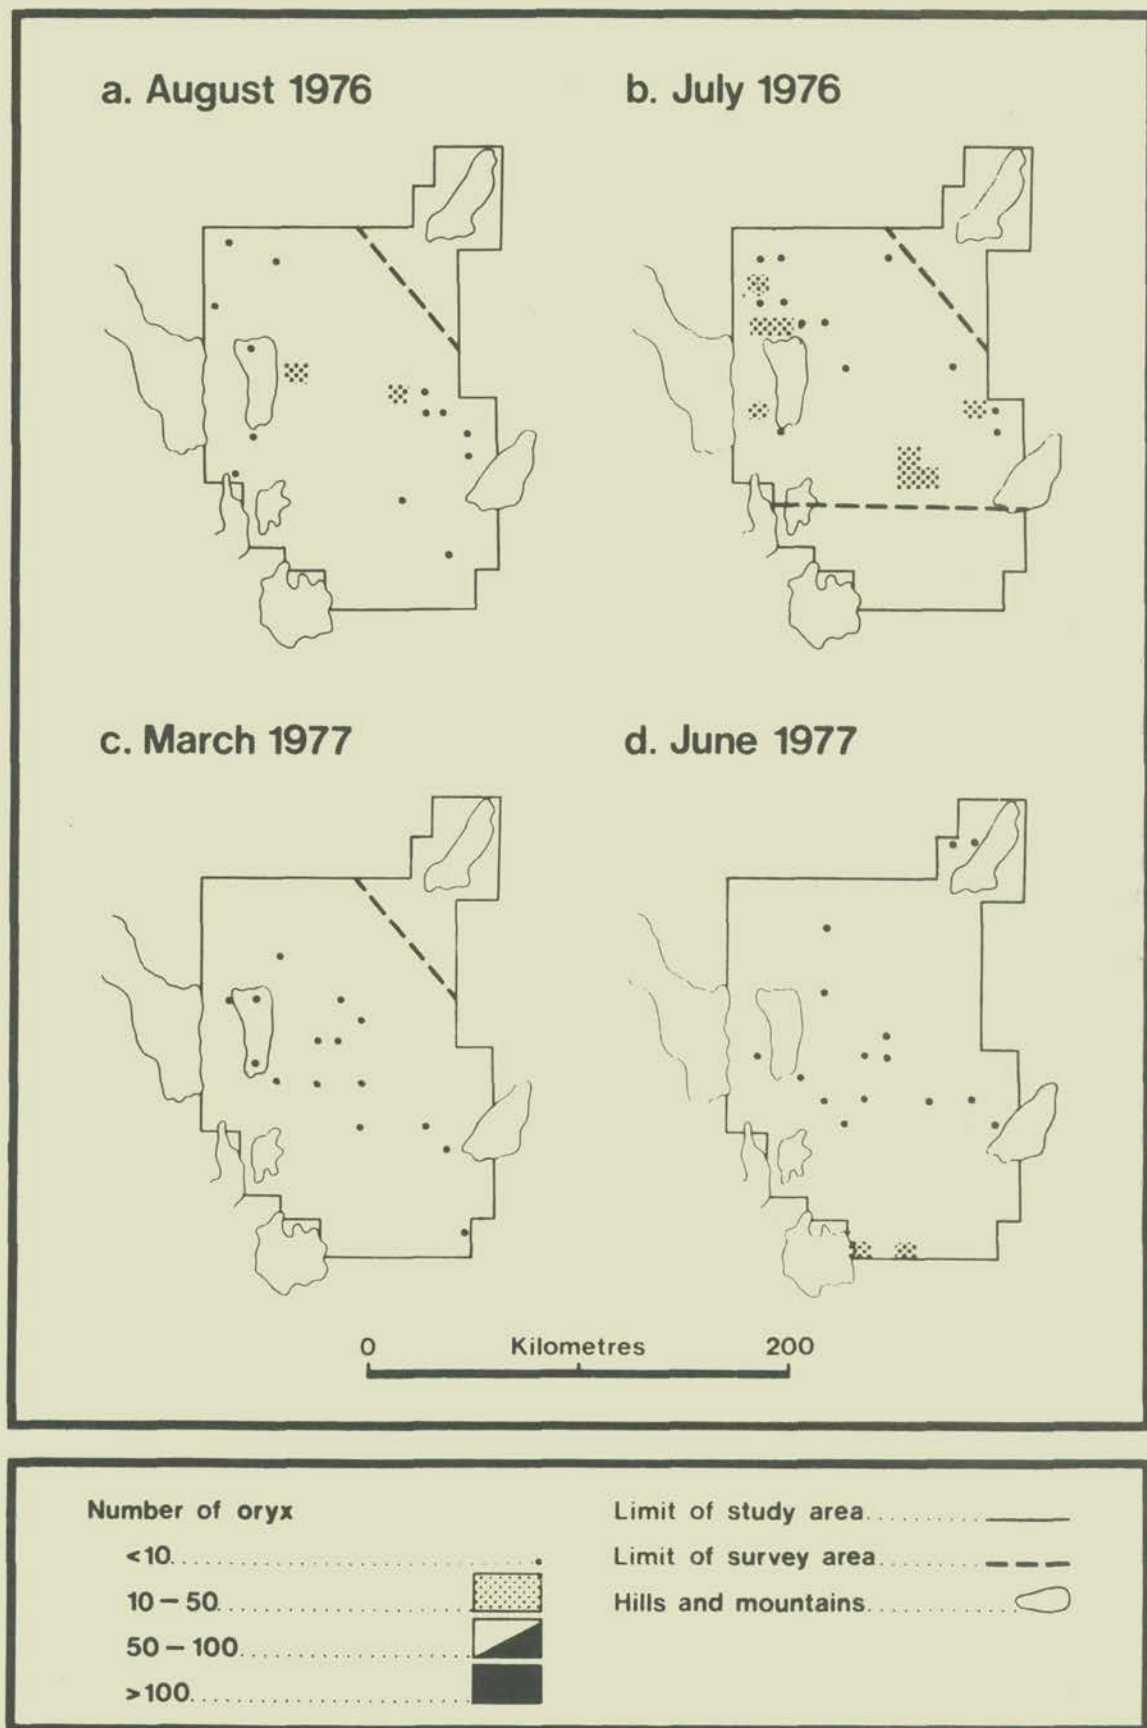 a. August 1976
b. July 1976
c. March 1977
d. June 1977
0 Kilometres 200
Number of oryx
<10
10 – 50
50 – 100
>100
Limit of study area
Limit of survey area
Hills and mountains